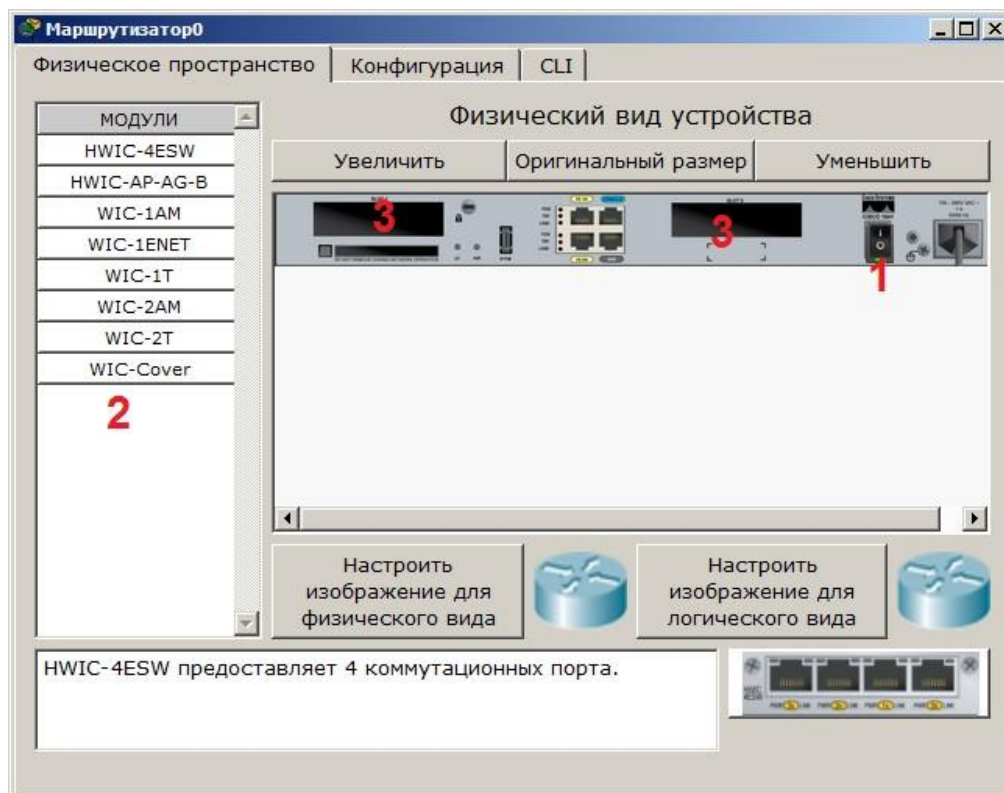 Маршрутизатор0
Физическое пространство Конфигурация CLI
МОДУЛИ
HWIC-4ESW
HWIC-AP-AG-B
WIC-1AM
WIC-1ENET
WIC-1T
WIC-2AM
WIC-2T
WIC-Cover
2
Физический вид устройства
Увеличить Оригинальный размер Уменьшить
3
3
1
Настроить
изображение для
физического вида
Настроить
изображение для
логического вида
HWIC-4ESW предоставляет 4 коммутационных порта.